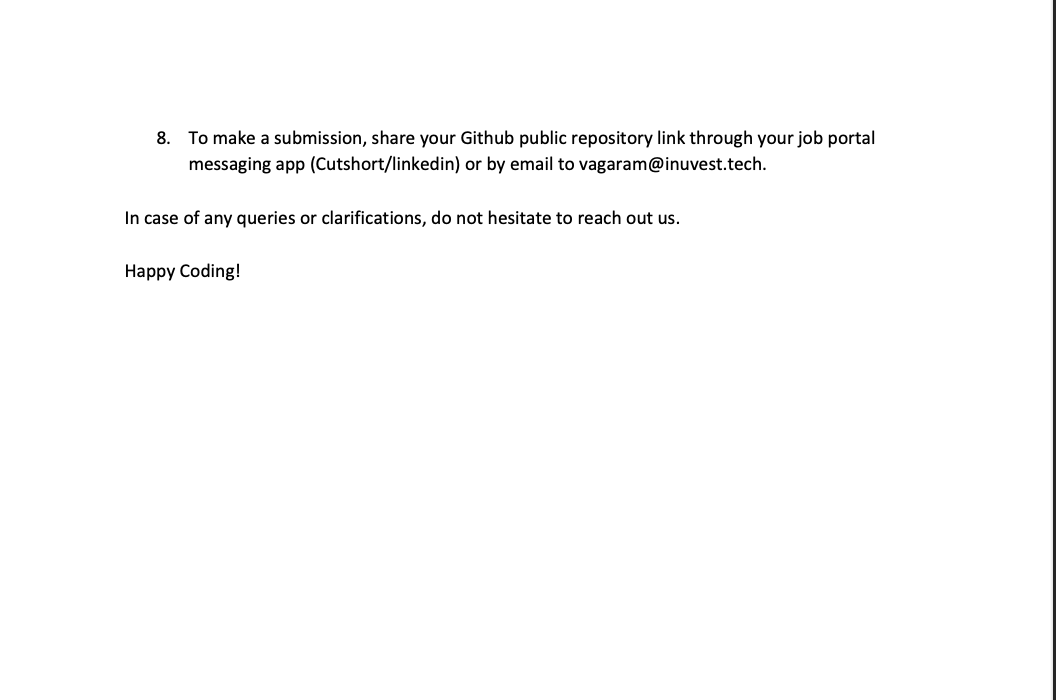 8. To make a submission, share your Github public repository link through your job portal
messaging app (Cutshort/linkedin) or by email to vagaram@inuvest.tech.
In case of any queries or clarifications, do not hesitate to reach out us.
Happy Coding!